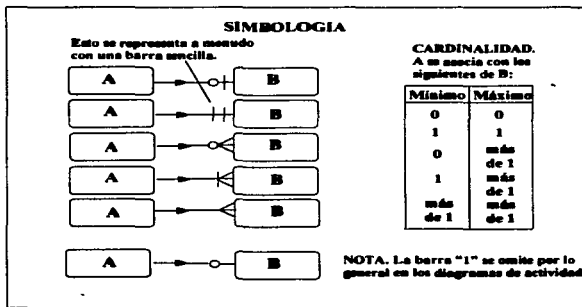 SIMBOLOGIA
Esto se representa a menudo
con una barra sencilla.
A B
A B
A B
A B
A B
A B
CARDINALIDAD.
A se asocia con los
siguientes de B:
Mínimo Máximo
0 0
1 1
0 más de 1
1 más de 1
más de 1 más de 1
NOTA. La barra "1" se omite por lo
general en los diagramas de actividad